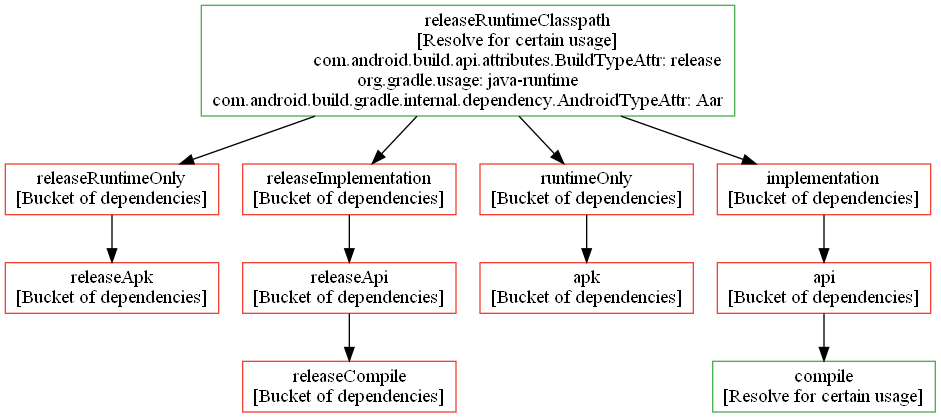 releaseRuntimeClasspath
[Resolve for certain usage]
com.android.build.api.attributes.BuildTypeAttr: release
org.gradle.usage: java-runtime
com.android.build.gradle.internal.dependency.AndroidTypeAttr: Aar
releaseRuntimeOnly
[Bucket of dependencies]
releaseImplementation
[Bucket of dependencies]
runtimeOnly
[Bucket of dependencies]
implementation
[Bucket of dependencies]
releaseApk
[Bucket of dependencies]
releaseApi
[Bucket of dependencies]
apk
[Bucket of dependencies]
api
[Bucket of dependencies]
releaseCompile
[Bucket of dependencies]
compile
[Resolve for certain usage]